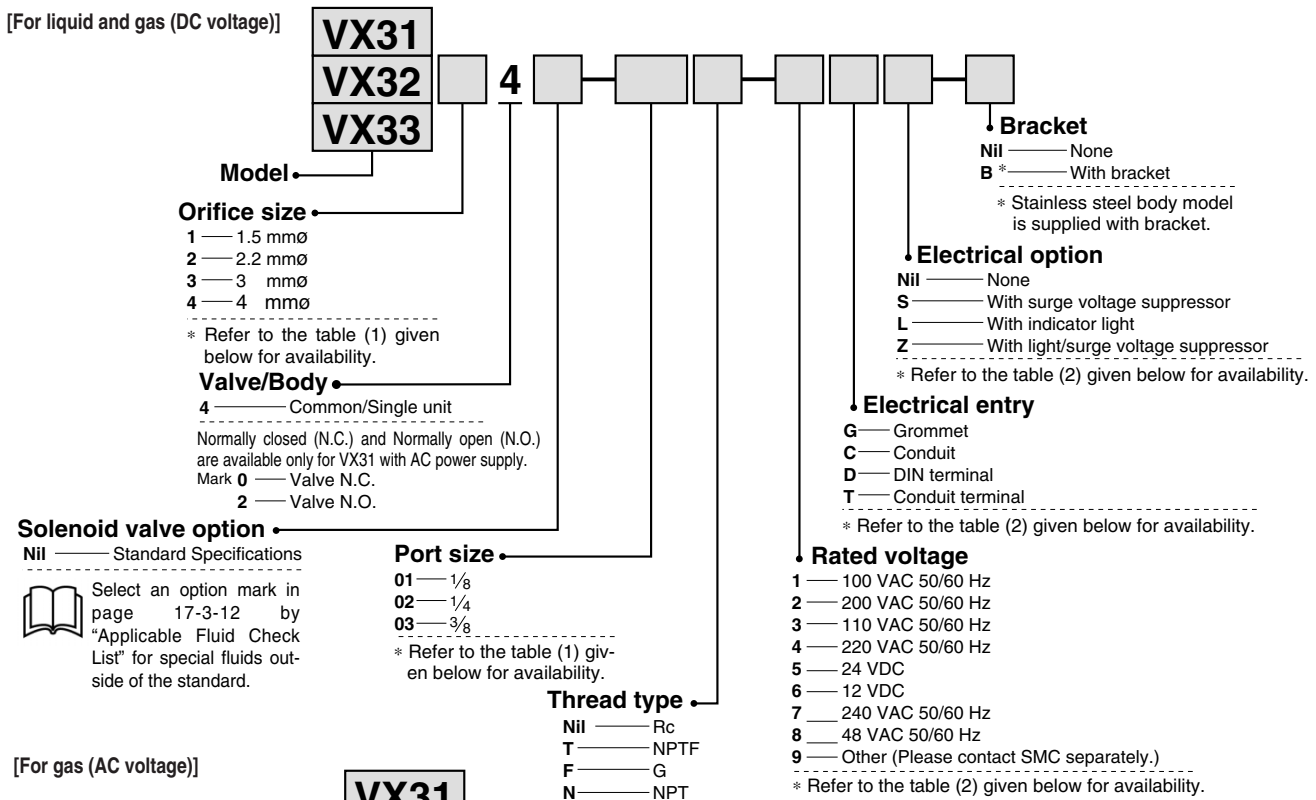 [For liquid and gas (DC voltage)]
VX31
VX32
VX33
4
Model
Orifice size
1 — 1.5 mmø
2 — 2.2 mmø
3 — 3 mmø
4 — 4 mmø
* Refer to the table (1) given
below for availability.
Valve/Body
4 — Common/Single unit
Normally closed (N.C.) and Normally open (N.O.)
are available only for VX31 with AC power supply.
Mark 0 — Valve N.C.
2 — Valve N.O.
Solenoid valve option
Nil — Standard Specifications
Select an option mark in
page 17-3-12 by
“Applicable Fluid Check
List” for special fluids out-
side of the standard.
Port size
01 — 1/8
02 — 1/4
03 — 3/8
* Refer to the table (1) giv-
en below for availability.
Thread type
Nil — Rc
T — NPTF
F — G
N — NPT
Bracket
Nil — None
B * — With bracket
* Stainless steel body model
is supplied with bracket.
Electrical option
Nil — None
S — With surge voltage suppressor
L — With indicator light
Z — With light/surge voltage suppressor
* Refer to the table (2) given below for availability.
Electrical entry
G — Grommet
C — Conduit
D — DIN terminal
T — Conduit terminal
* Refer to the table (2) given below for availability.
Rated voltage
1 — 100 VAC 50/60 Hz
2 — 200 VAC 50/60 Hz
3 — 110 VAC 50/60 Hz
4 — 220 VAC 50/60 Hz
5 — 24 VDC
6 — 12 VDC
7 ___ 240 VAC 50/60 Hz
8 ___ 48 VAC 50/60 Hz
9 — Other (Please contact SMC separately.)
* Refer to the table (2) given below for availability.
[For gas (AC voltage)]
VX31